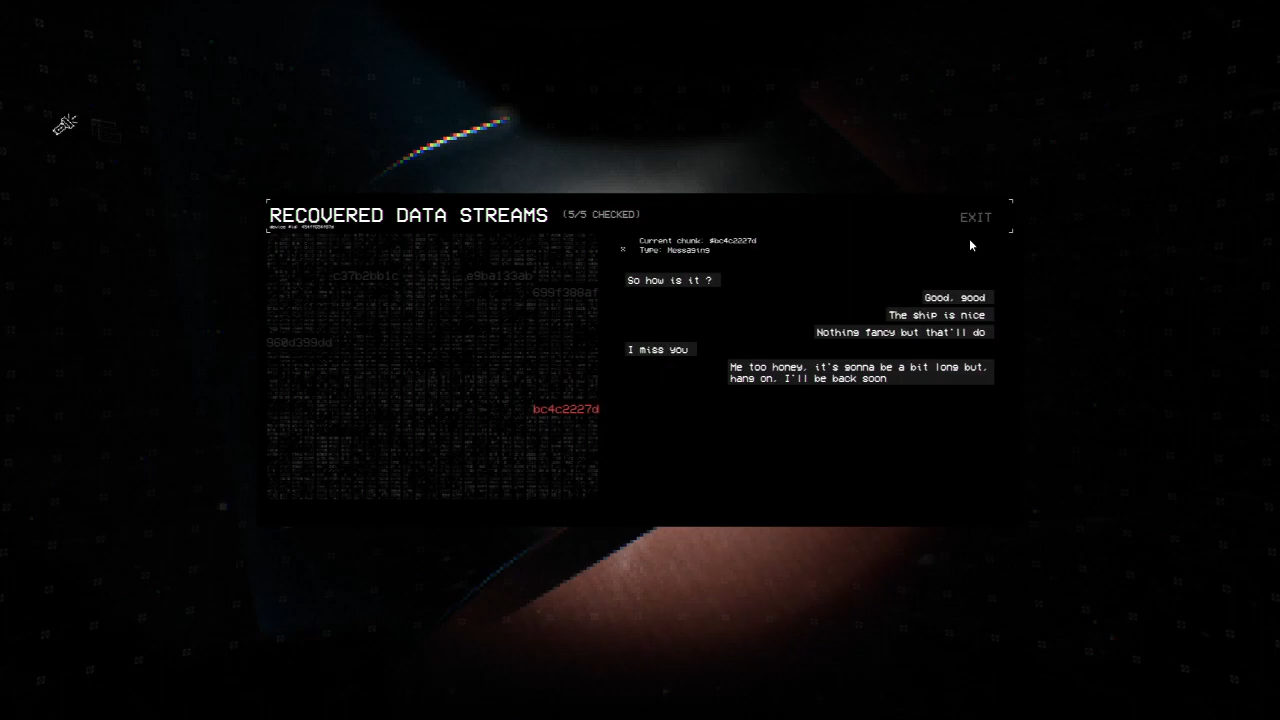 RECOVERED DATA STREAMS (5/5 CHECKED)
EXIT
Current chunk: #bc4c2227d
Type: Messaging
c37b2bb1c
e9ba133ab
699f388af
960d399dd
bc4c2227d
So how is it ?
Good, good
The ship is nice
Nothing fancy but that'll do
I miss you
Me too honey, it's gonna be a bit long but,
hang on, I'll be back soon